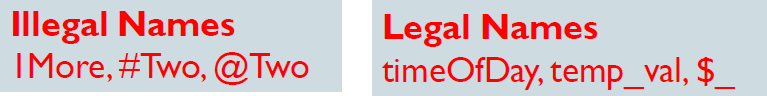 Illegal Names
1More, #Two, @Two
Legal Names
timeOfDay, temp_val, $_